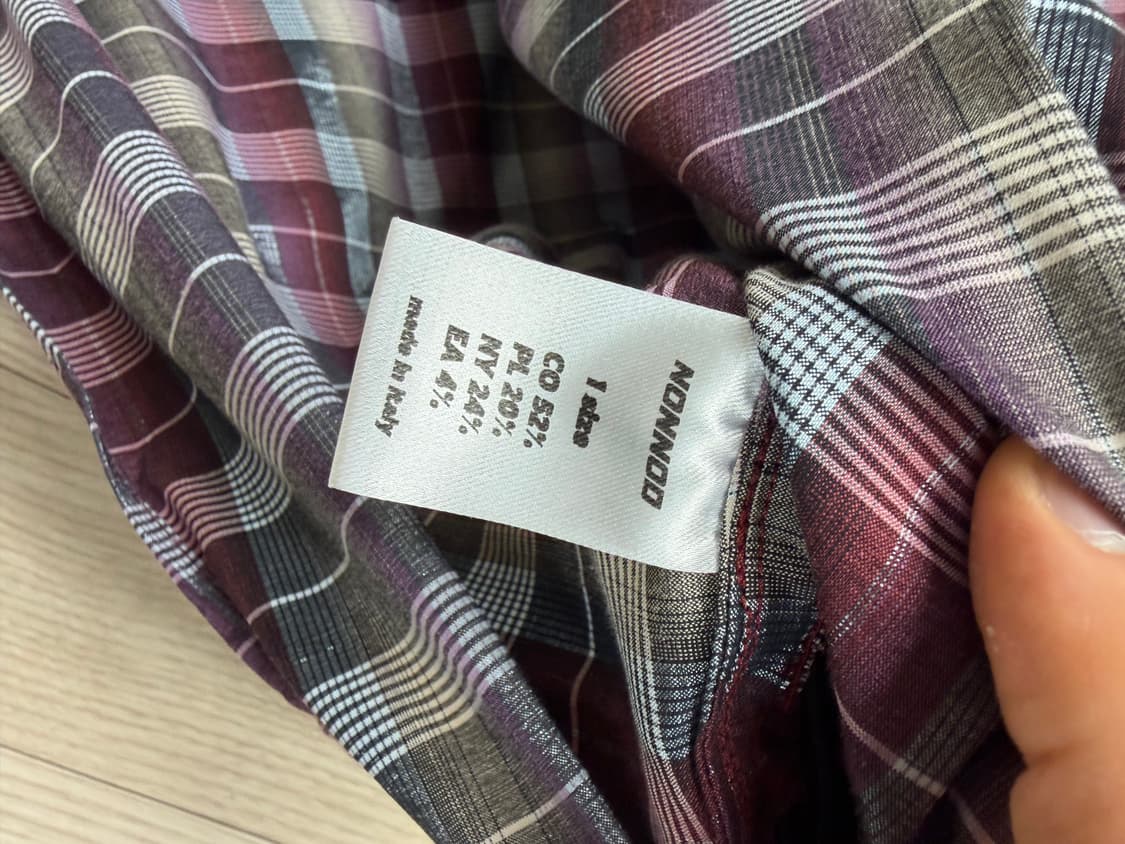 NONNOD
1 size
CO 52%
PL 20%
NY 24%
EA 4%
made in Italy